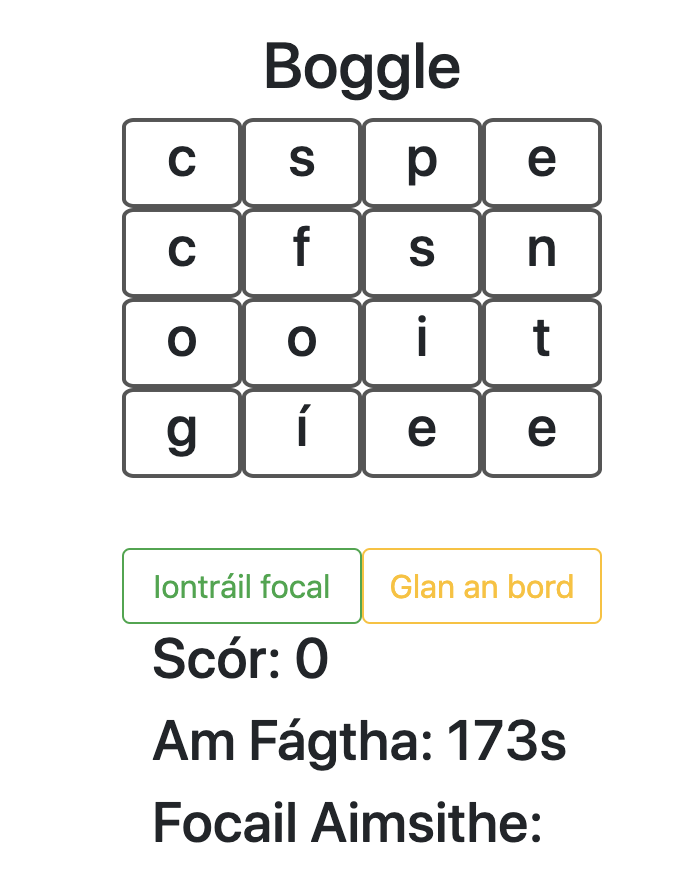 Boggle
c s p e
c f s n
o o i t
g í e e
Iontráil focal Glan an bord
Scór: 0
Am Fágtha: 173s
Focail Aimsithe: